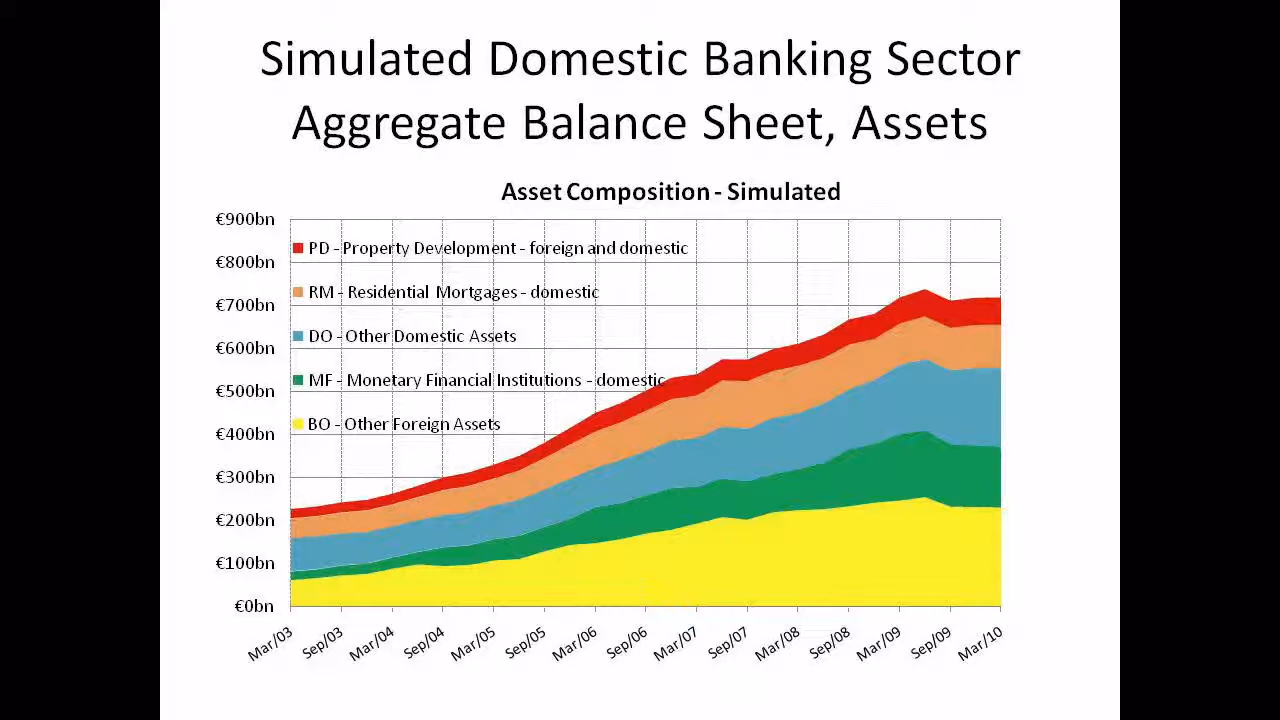 Simulated Domestic Banking Sector
Aggregate Balance Sheet, Assets
Asset Composition - Simulated
€900bn
€800bn
€700bn
€600bn
€500bn
€400bn
€300bn
€200bn
€100bn
€0bn
PD - Property Development - foreign and domestic
RM - Residential Mortgages - domestic
DO - Other Domestic Assets
MF - Monetary Financial Institutions - domestic
BO - Other Foreign Assets
Mar/03
Sep/03
Mar/04
Sep/04
Mar/05
Sep/05
Mar/06
Sep/06
Mar/07
Sep/07
Mar/08
Sep/08
Mar/09
Sep/09
Mar/10